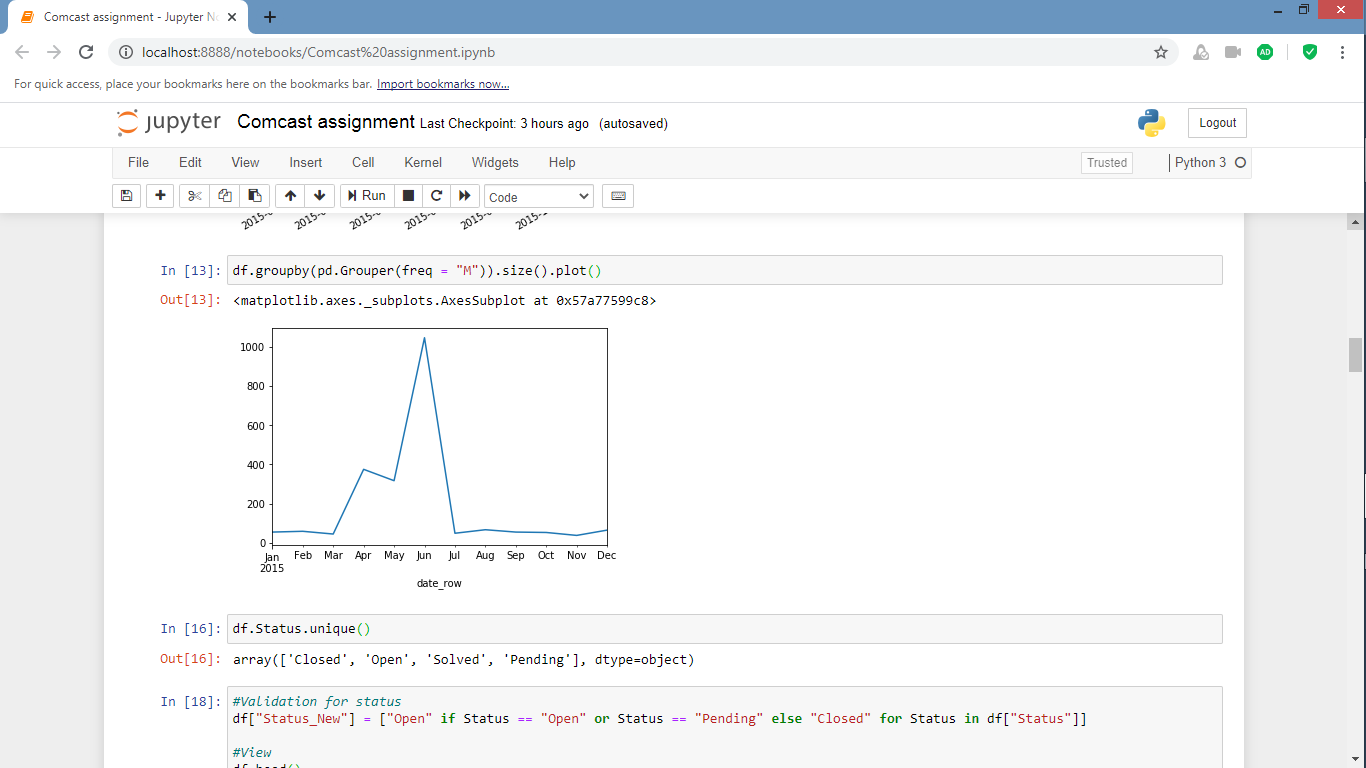 Comcast assignment - Jupyter No
localhost:8888/notebooks/Comcast%20assignment.ipynb
AD
For quick access, place your bookmarks here on the bookmarks bar. Import bookmarks now...
jupyter Comcast assignment Last Checkpoint: 3 hours ago (autosaved)
Logout
File Edit View Insert Cell Kernel Widgets Help
Trusted
Python 3
Run
Code
In [13]: df.groupby(pd.Grouper(freq = "M")).size().plot()
Out[13]: <matplotlib.axes._subplots.AxesSubplot at 0x57a77599c8>
1000
800
600
400
200
0
Jan Feb Mar Apr May Jun Jul Aug Sep Oct Nov Dec
2015
date_row
In [16]: df.Status.unique()
Out[16]: array(['Closed', 'Open', 'Solved', 'Pending'], dtype=object)
In [18]: #Validation for status
df["Status_New"] = ["Open" if Status == "Open" or Status == "Pending" else "Closed" for Status in df["Status"]]
#View
df.head()